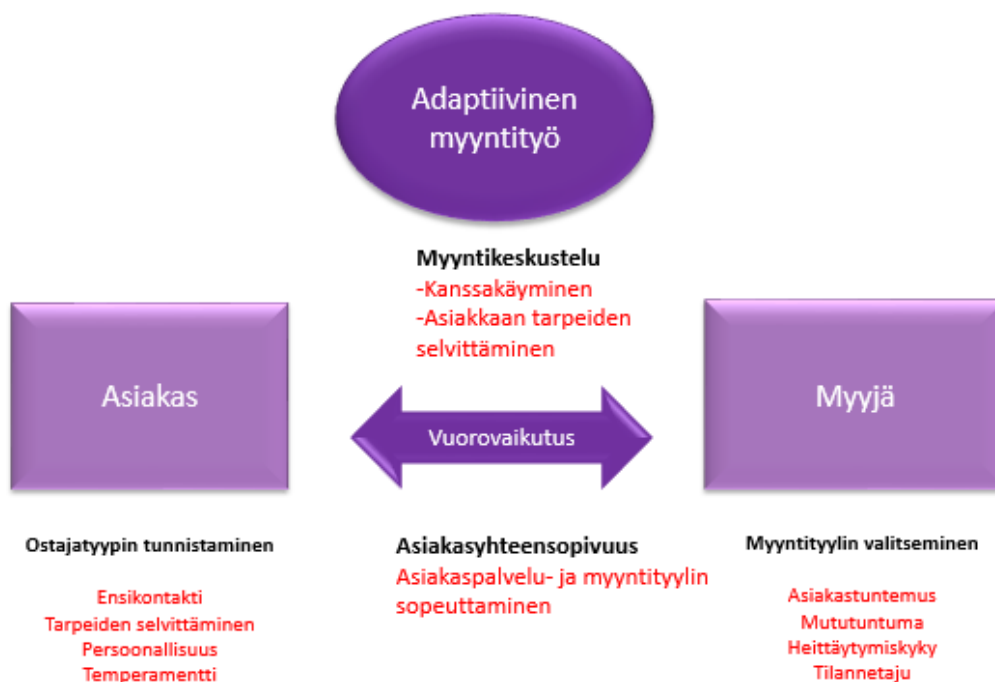 Adaptiivinen
myyntityö
Myyntikeskustelu
-Kanssakäyminen
-Asiakkaan tarpeiden
selvittäminen
Asiakas
Vuorovaikutus
Myyjä
Ostajatyypin tunnistaminen
Ensikontakti
Tarpeiden selvittäminen
Persoonallisuus
Temperamentti
Asiakasyhteensopivuus
Asiakaspalvelu- ja myyntityylin
sopeuttaminen
Myyntityylin valitseminen
Asiakastuntemus
Mututuntuma
Heittäytymiskyky
Tilannetaju